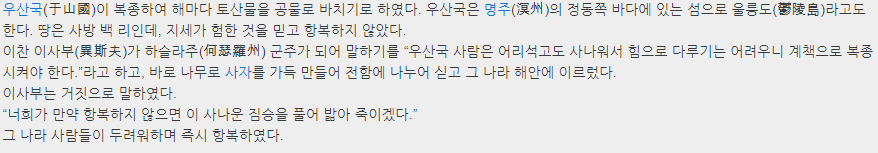 우산국(于山國)이 복종하여 해마다 토산물을 공물로 바치기로 하였다. 우산국은 명주(溟州)의 정동쪽 바다에 있는 섬으로 울릉도(鬱陵島)라고도
한다. 땅은 사방 백 리인데, 지세가 험한 것을 믿고 항복하지 않았다.
이찬 이사부(異斯夫)가 하슬라주(何瑟羅州) 군주가 되어 말하기를 “우산국 사람은 어리석고도 사나워서 힘으로 다루기는 어려우니 계책으로 복종
시켜야 한다.”라고 하고, 바로 나무로 사자를 가득 만들어 전함에 나누어 싣고 그 나라 해안에 이르렀다.
이사부는 거짓으로 말하였다.
“너희가 만약 항복하지 않으면 이 사나운 짐승을 풀어 밟아 죽이겠다.”
그 나라 사람들이 두려워하며 즉시 항복하였다.